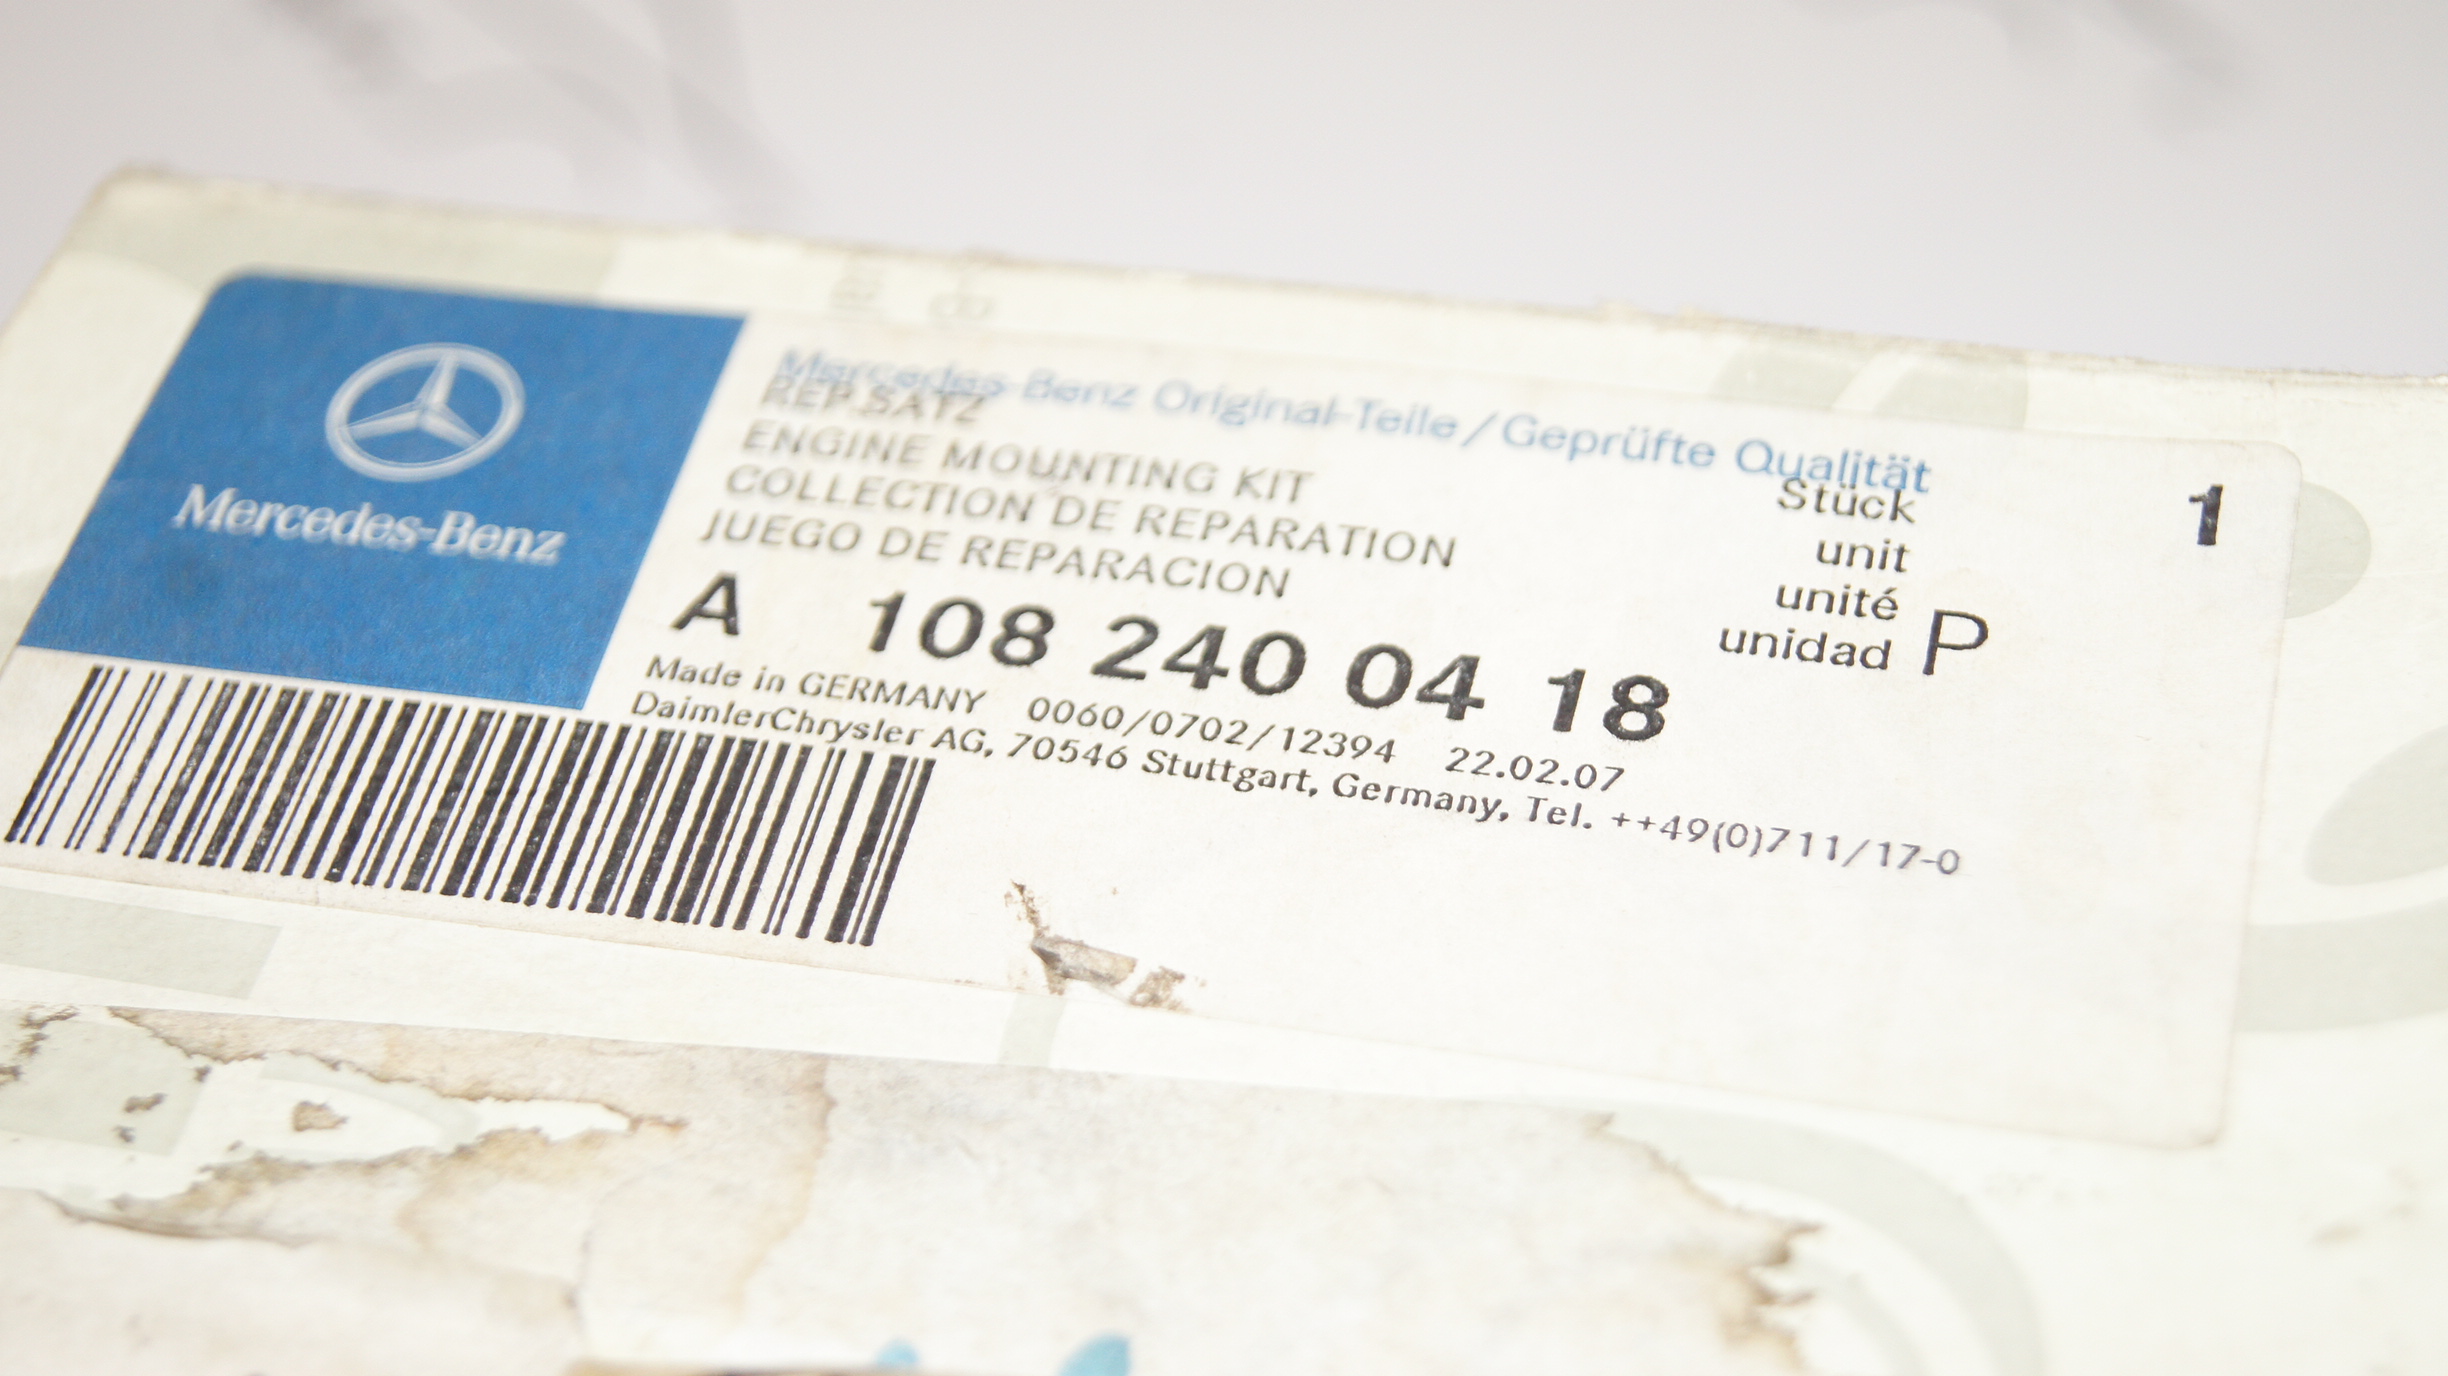 Mercedes-Benz
Mercedes-Benz Original-Teile / Geprüfte Qualität
REP.SATZ
ENGINE MOUNTING KIT
COLLECTION DE REPARATION
JUEGO DE REPARACION
Stück
unit
unité
unidad P
1
A 108 240 04 18
Made in GERMANY 0060/0702/12394 22.02.07
DaimlerChrysler AG, 70546 Stuttgart, Germany, Tel. ++49(0)711/17-0